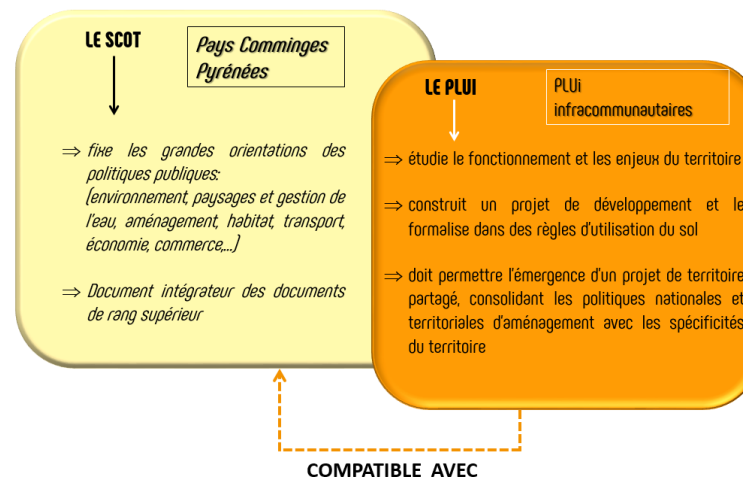 LE SCOT
Pays Comminges
Pyrénées
⇒ fixe les grandes orientations des
politiques publiques:
(environnement, paysages et gestion de
l'eau, aménagement, habitat, transport,
économie, commerce,...)
⇒ Document intégrateur des documents
de rang supérieur
LE PLUI
PLUi
infracommunautaires
⇒ étudie le fonctionnement et les enjeux du territoire
⇒ construit un projet de développement et le
formalise dans des règles d'utilisation du sol
⇒ doit permettre l'émergence d'un projet de territoire
partagé, consolidant les politiques nationales et
territoriales d'aménagement avec les spécificités
du territoire
COMPATIBLE AVEC